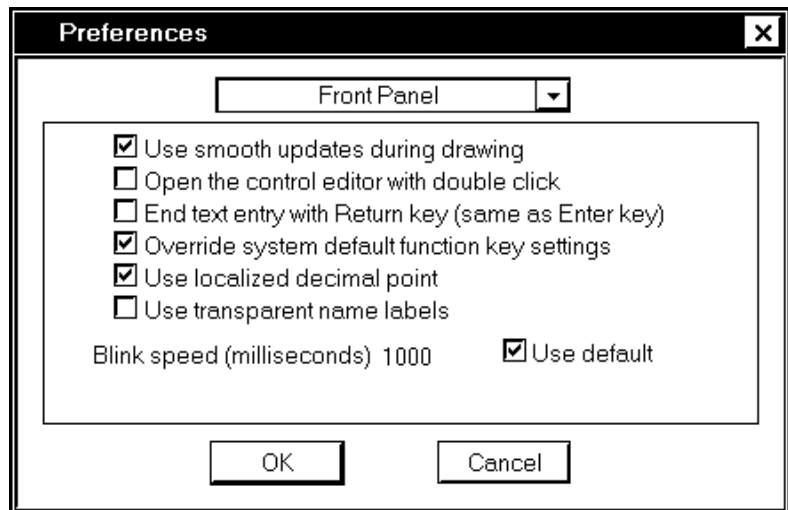 Preferences
Front Panel
Use smooth updates during drawing
Open the control editor with double click
End text entry with Return key (same as Enter key)
Override system default function key settings
Use localized decimal point
Use transparent name labels
Blink speed (milliseconds) 1000 Use default
OK Cancel